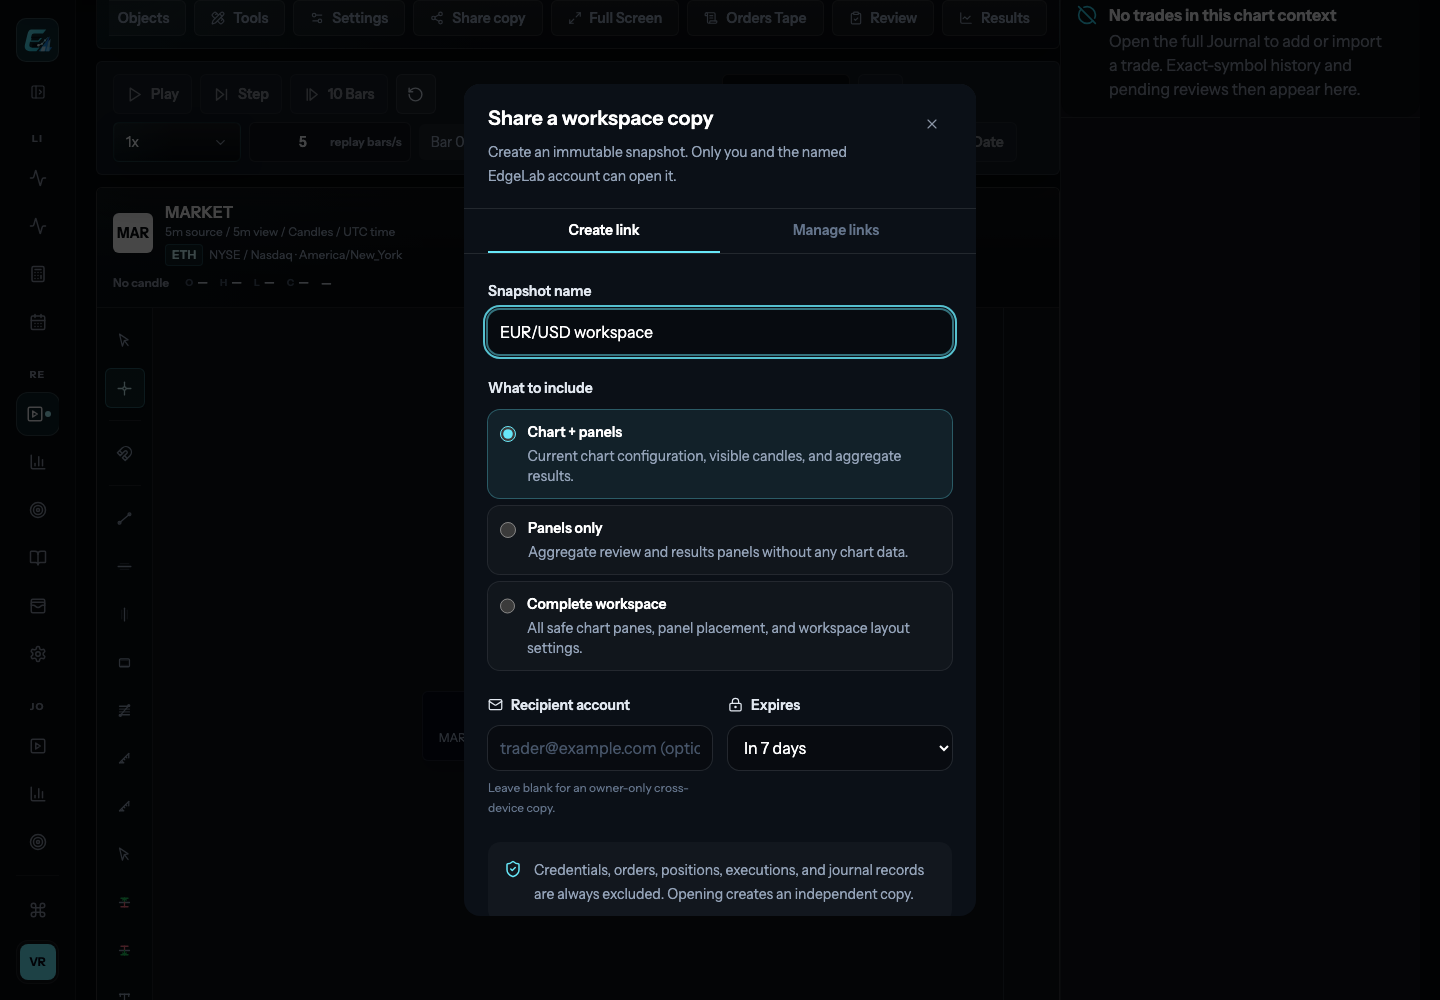 Objects
Tools
Settings
Share copy
Full Screen
Orders Tape
Review
Results
No trades in this chart context
Open the full Journal to add or import
a trade. Exact-symbol history and
pending reviews then appear here.
Play
Step
10 Bars
1x
5
replay bars/s
Bar 0
Date
MAR
MARKET
5m source / 5m view / Candles / UTC time
ETH
NYSE / Nasdaq · America/New_York
No candle O — H — L — C — —
LI
RE
JO
VR
MAR
Share a workspace copy
Create an immutable snapshot. Only you and the named
EdgeLab account can open it.
Create link
Manage links
Snapshot name
EUR/USD workspace
What to include
Chart + panels
Current chart configuration, visible candles, and aggregate
results.
Panels only
Aggregate review and results panels without any chart data.
Complete workspace
All safe chart panes, panel placement, and workspace layout
settings.
Recipient account
Expires
trader@example.com (optic
In 7 days
Leave blank for an owner-only cross-
device copy.
Credentials, orders, positions, executions, and journal records
are always excluded. Opening creates an independent copy.